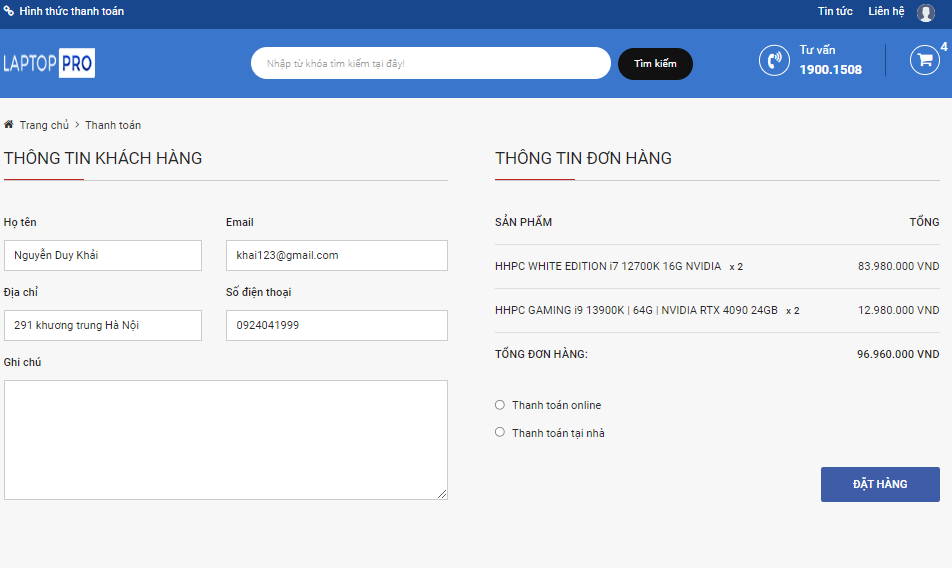 Hình thức thanh toán
Tin tức Liên hệ
LAPTOP PRO
Nhập từ khóa tìm kiếm tại đây!
Tìm kiếm
Tư vấn
1900.1508
4
Trang chủ > Thanh toán
THÔNG TIN KHÁCH HÀNG
Họ tên
Email
Nguyễn Duy Khải
khai123@gmail.com
Địa chỉ
Số điện thoại
291 khương trung Hà Nội
0924041999
Ghi chú
THÔNG TIN ĐƠN HÀNG
SẢN PHẨM TỔNG
HHPC WHITE EDITION i7 12700K 16G NVIDIA x 2 83.980.000 VND
HHPC GAMING i9 13900K | 64G | NVIDIA RTX 4090 24GB x 2 12.980.000 VND
TỔNG ĐƠN HÀNG: 96.960.000 VND
Thanh toán online
Thanh toán tại nhà
ĐẶT HÀNG